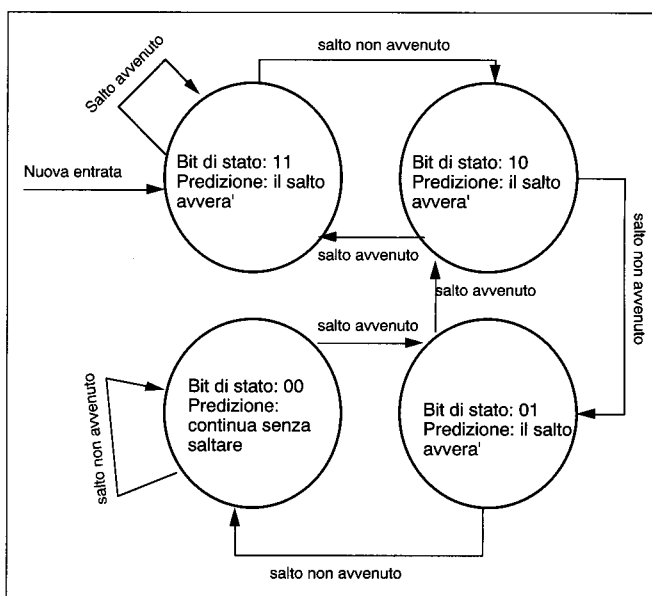 salto non avvenuto
Salto avvenuto
Nuova entrata
Bit di stato: 11
Predizione: il salto
avvera'
Bit di stato: 10
Predizione: il salto
avvera'
salto non avvenuto
salto avvenuto
salto avvenuto
salto avvenuto
salto non avvenuto
Bit di stato: 00
Predizione:
continua senza
saltare
Bit di stato: 01
Predizione: il salto
avvera'
salto non avvenuto